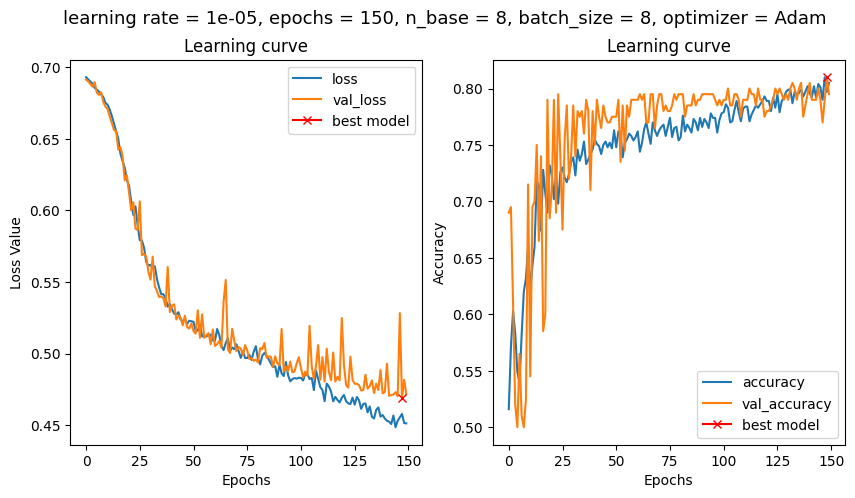 learning rate = 1e-05, epochs = 150, n_base = 8, batch_size = 8, optimizer = Adam
Learning curve
Loss Value
0.70
0.65
0.60
0.55
0.50
0.45
loss
val_loss
best model
0 25 50 75 100 125 150
Epochs
Learning curve
Accuracy
0.80
0.75
0.70
0.65
0.60
0.55
0.50
accuracy
val_accuracy
best model
0 25 50 75 100 125 150
Epochs